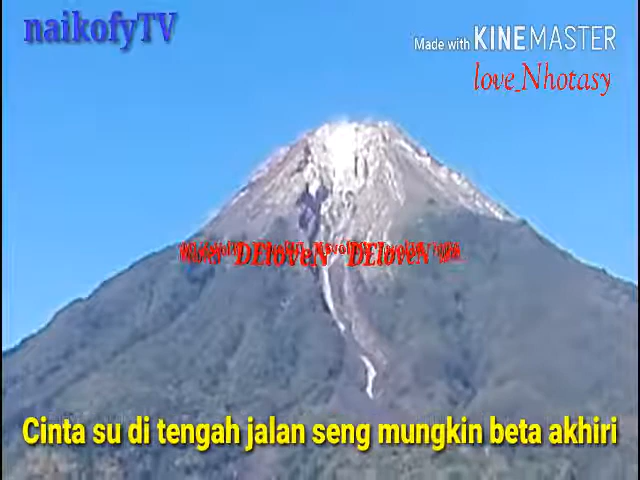 naikofyTV
Made with KINEMASTER
love_Nhotasy
DEloveN DEloveN
Cinta su di tengah jalan seng mungkin beta akhiri